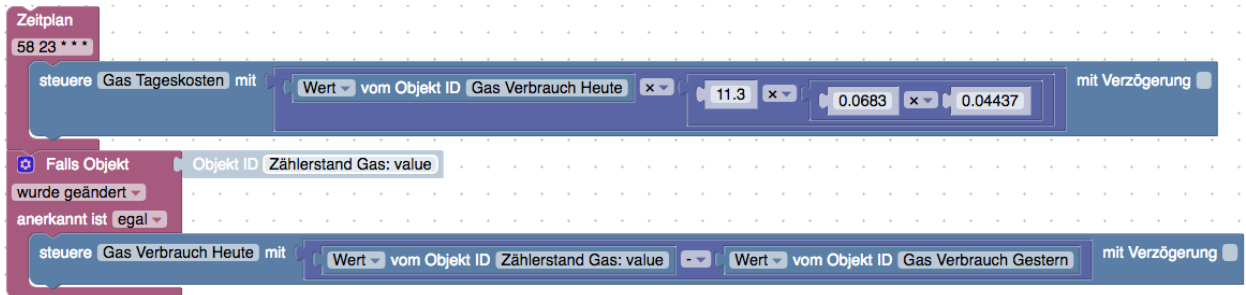 Zeitplan
58 23 * * *
steuere Gas Tageskosten mit Wert vom Objekt ID Gas Verbrauch Heute × 11.3 × 0.0683 × 0.04437 mit Verzögerung
Falls Objekt Objekt ID Zählerstand Gas: value
wurde geändert
anerkannt ist egal
steuere Gas Verbrauch Heute mit Wert vom Objekt ID Zählerstand Gas: value - Wert vom Objekt ID Gas Verbrauch Gestern mit Verzögerung